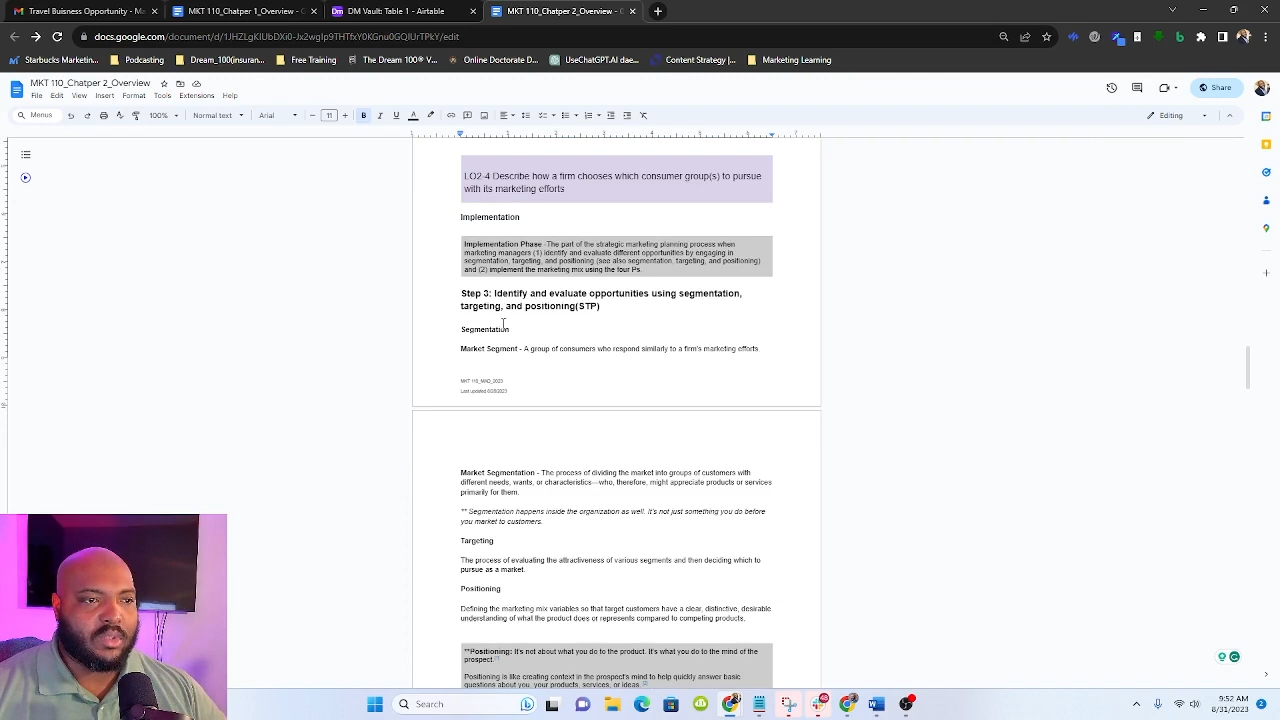 Travel Buisness Opportunity - Ma
MKT 110_Chatper 1_Overview - G
DM Vault: Table 1 - Airtable
MKT 110_Chatper 2_Overview - G
docs.google.com/document/d/1JHZLgKIUbDXi0-Jx2wgIp9THTfxY0KGnu0GQIUrTPkY/edit
Starbucks Marketin...
Podcasting
Dream_100(insuran...
Free Training
The Dream 100® V...
Online Doctorate D...
UseChatGPT AI dae...
Content Strategy |...
Marketing Learning
MKT 110_Chatper 2_Overview
File Edit View Insert Format Tools Extensions Help
Share
Menus
100%
Normal text
Arial
11
Editing
LO2-4 Describe how a firm chooses which consumer group(s) to pursue
with its marketing efforts
Implementation
Implementation Phase -The part of the strategic marketing planning process when
marketing managers (1) identify and evaluate different opportunities by engaging in
segmentation, targeting, and positioning (see also segmentation, targeting, and positioning)
and (2) implement the marketing mix using the four Ps.
Step 3: Identify and evaluate opportunities using segmentation,
targeting, and positioning(STP)
Segmentation
Market Segment - A group of consumers who respond similarly to a firm's marketing efforts.
MKT 110_MAO_2023
Last updated 6/28/2023
Market Segmentation - The process of dividing the market into groups of customers with
different needs, wants, or characteristics—who, therefore, might appreciate products or services
primarily for them.
** Segmentation happens inside the organization as well. It's not just something you do before
you market to customers.
Targeting
The process of evaluating the attractiveness of various segments and then deciding which to
pursue as a market.
Positioning
Defining the marketing mix variables so that target customers have a clear, distinctive, desirable
understanding of what the product does or represents compared to competing products.
**Positioning: It's not about what you do to the product. It's what you do to the mind of the
prospect.
Positioning is like creating context in the prospect's mind to help quickly answer basic
questions about you, your products, services, or ideas.
Search
9:52 AM
8/31/2023